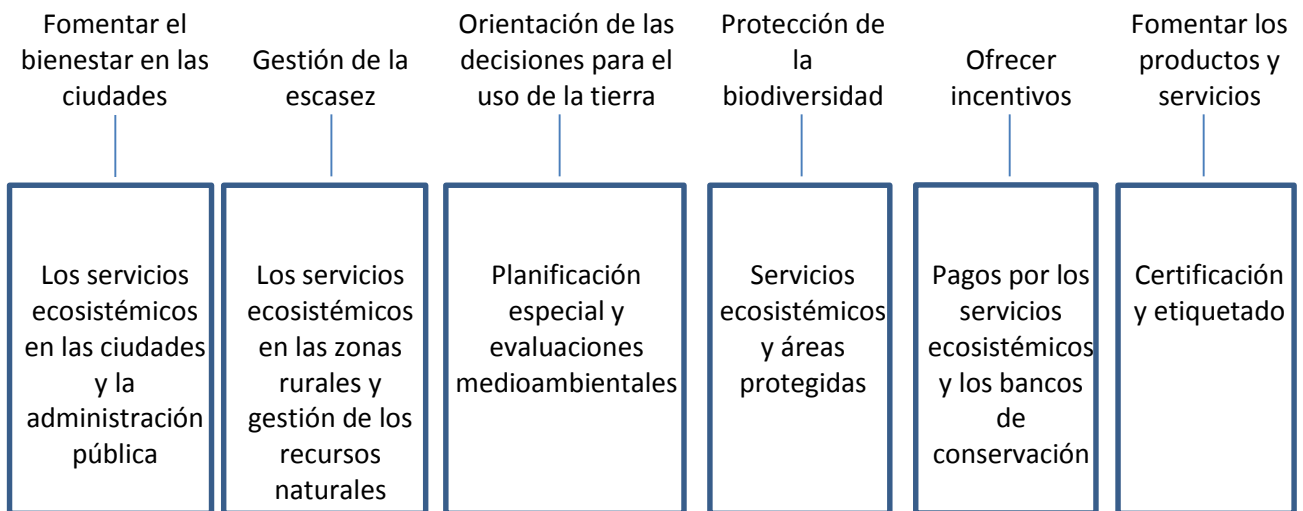 Fomentar el
bienestar en las
ciudades
Gestión de la
escasez
Orientación de las
decisiones para el
uso de la tierra
Protección de
la
biodiversidad
Ofrecer
incentivos
Fomentar los
productos y
servicios
Los servicios
ecosistémicos
en las ciudades
y la
administración
pública
Los servicios
ecosistémicos
en las zonas
rurales y
gestión de los
recursos
naturales
Planificación
especial y
evaluaciones
medioambientales
Servicios
ecosistémicos
y áreas
protegidas
Pagos por los
servicios
ecosistémicos
y los bancos
de
conservación
Certificación
y etiquetado